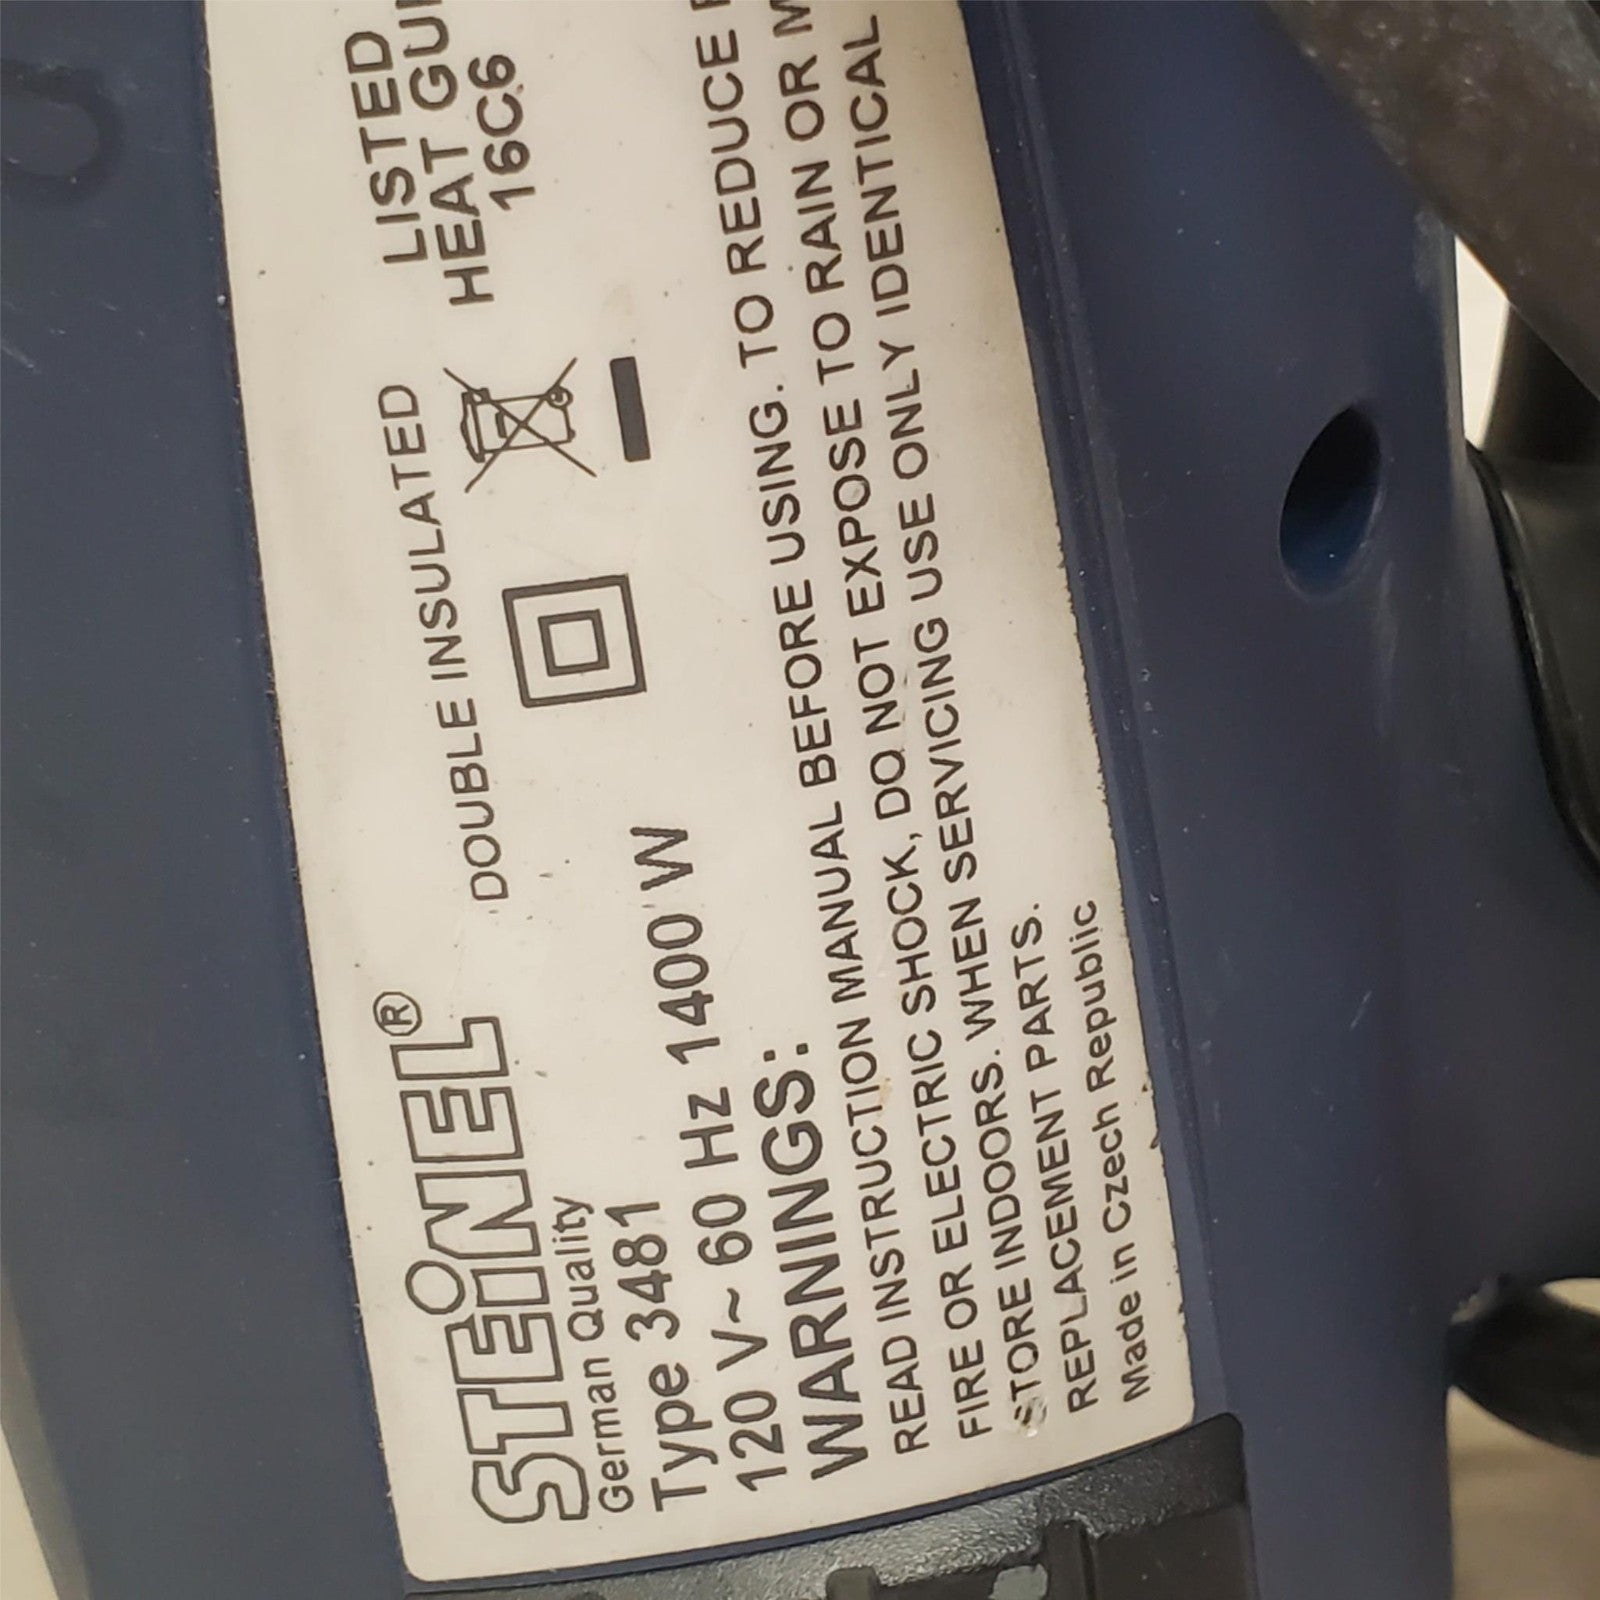 STEINEL®
German Quality
Type 3481
120 V~ 60 Hz 1400 W
DOUBLE INSULATED
LISTED
HEAT GU
16C6
WARNINGS:
READ INSTRUCTION MANUAL BEFORE USING. TO REDUCE
FIRE OR ELECTRIC SHOCK, DO NOT EXPOSE TO RAIN OR M
STORE INDOORS. WHEN SERVICING USE ONLY IDENTICAL
REPLACEMENT PARTS.
Made in Czech Republic